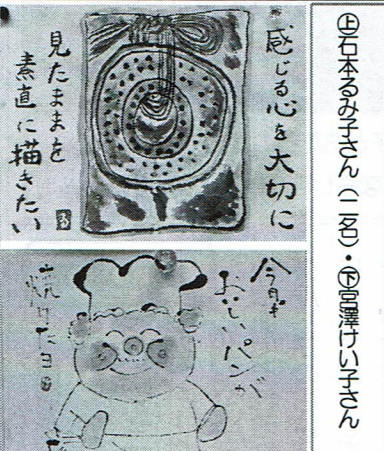 ㊤石本るみ子さん（二名）・㊦宮澤けい子さん
感じる心を大切に
見たままを
素直に描きたい
今日も
おいしいパンが
焼けたヨ